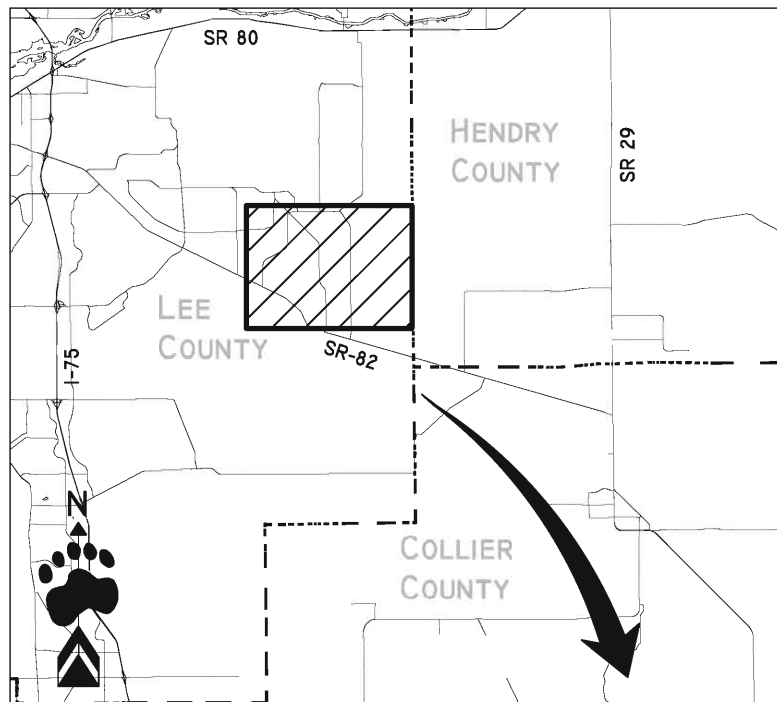 SR 80
HENDRY
COUNTY
SR 29
LEE
COUNTY
SR-82
I-75
N
COLLIER
COUNTY